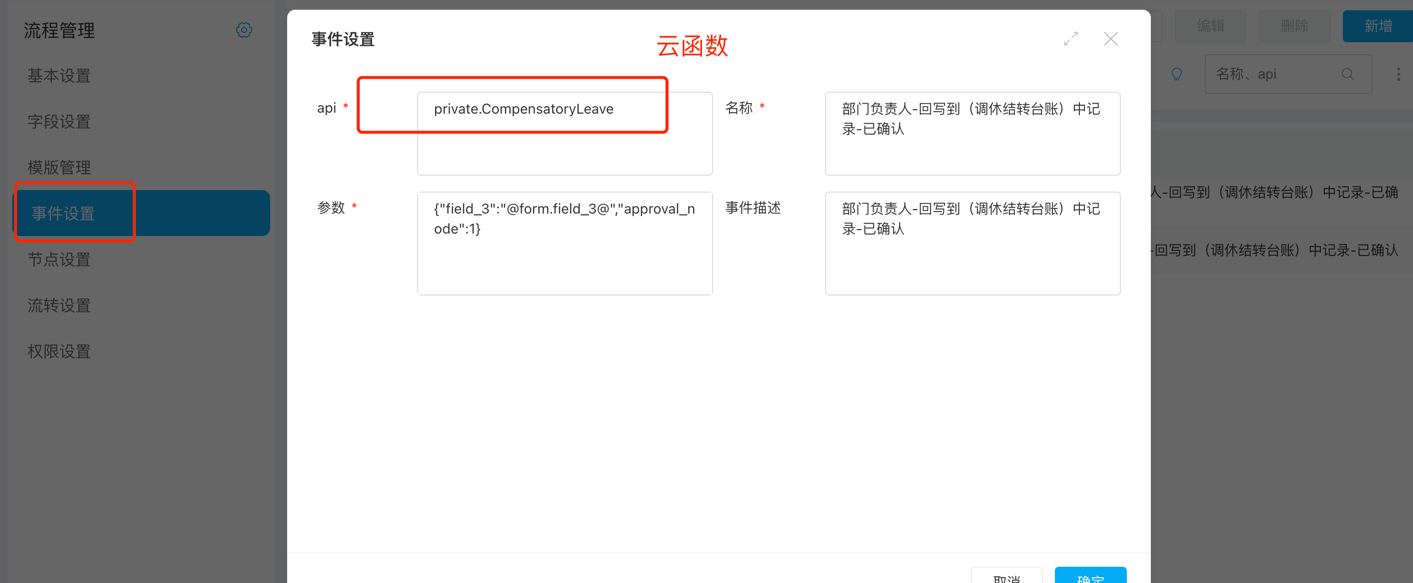 流程管理
基本设置
字段设置
模版管理
事件设置
节点设置
流转设置
权限设置
事件设置
云函数
api *
private.CompensatoryLeave
名称 *
部门负责人-回写到（调休结转台账）中记
录-已确认
参数 *
{"field_3":"@form.field_3@","approval_n
ode":1}
事件描述
部门负责人-回写到（调休结转台账）中记
录-已确认
取消
确定
编辑
删除
新增
名称、api
人-回写到（调休结转台账）中记录-已确
-回写到（调休结转台账）中记录-已确认